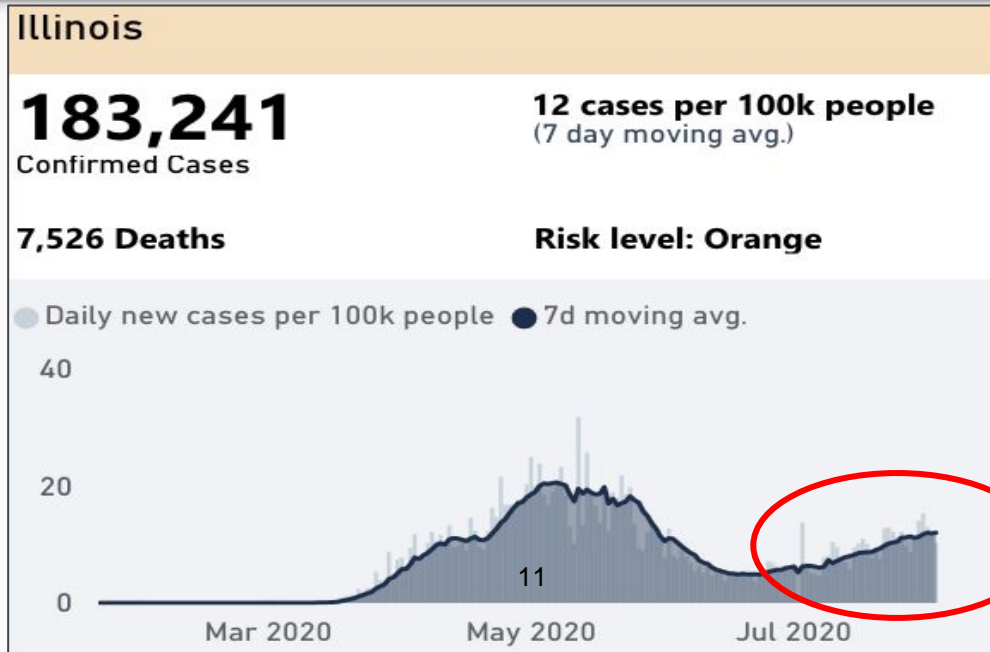 Illinois
183,241
Confirmed Cases
12 cases per 100k people
(7 day moving avg.)
7,526 Deaths
Risk level: Orange
Daily new cases per 100k people
7d moving avg.
40
20
0
11
Mar 2020
May 2020
Jul 2020